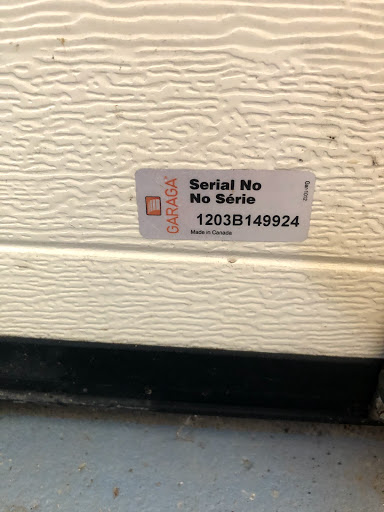 GARAGA
Serial No
No Série
1203B149924
Made in Canada